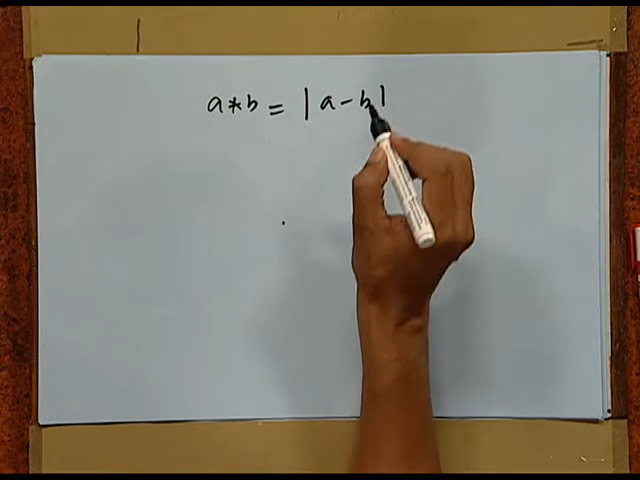 a*b = |a-b|